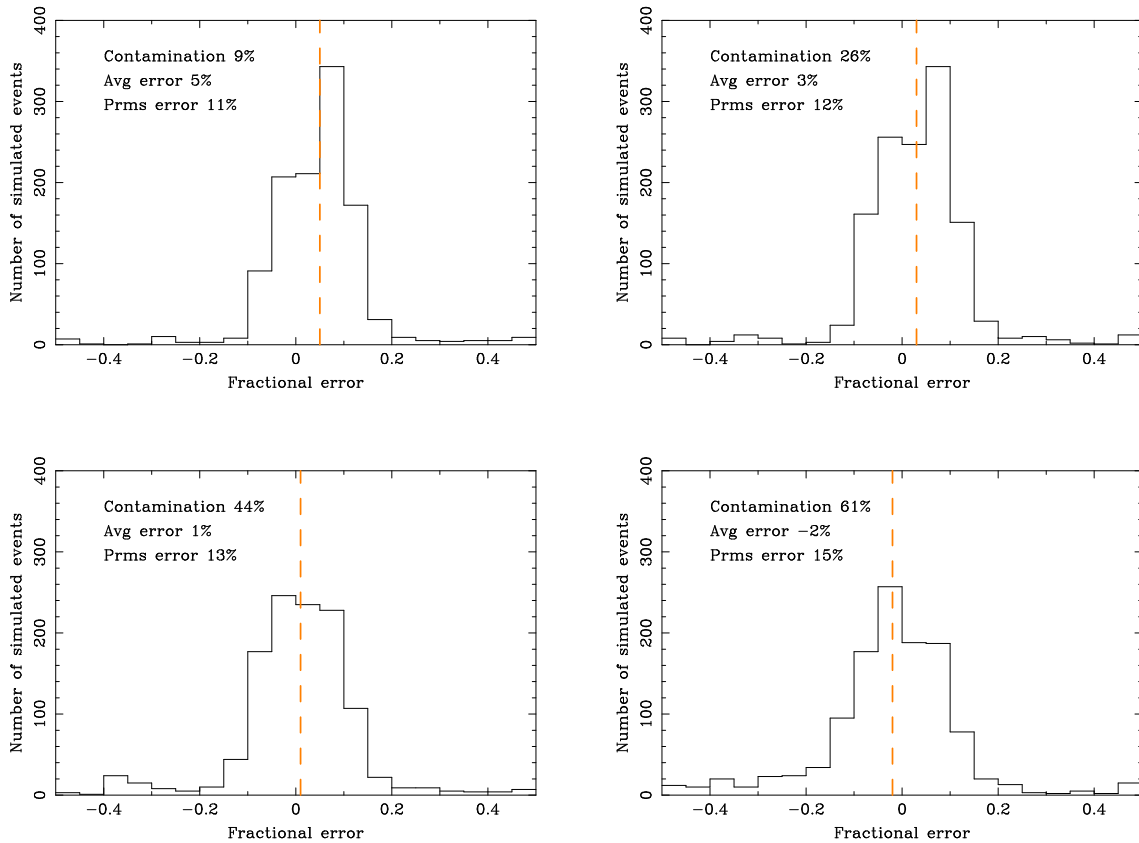 400
300
200
100
0
Number of simulated events
Contamination 9%
Avg error 5%
Prms error 11%
−0.4 −0.2 0 0.2 0.4
Fractional error
400
300
200
100
0
Number of simulated events
Contamination 26%
Avg error 3%
Prms error 12%
−0.4 −0.2 0 0.2 0.4
Fractional error
400
300
200
100
0
Number of simulated events
Contamination 44%
Avg error 1%
Prms error 13%
−0.4 −0.2 0 0.2 0.4
Fractional error
400
300
200
100
0
Number of simulated events
Contamination 61%
Avg error −2%
Prms error 15%
−0.4 −0.2 0 0.2 0.4
Fractional error